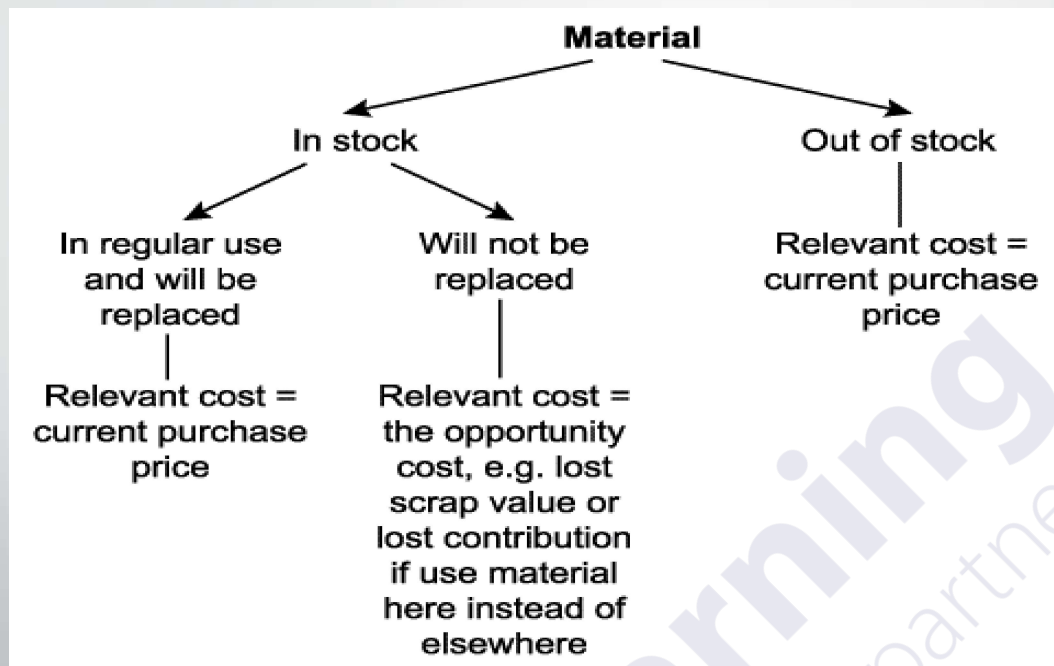 Material
In stock
Out of stock
In regular use
and will be
replaced
Will not be
replaced
Relevant cost =
current purchase
price
Relevant cost =
current purchase
price
Relevant cost =
the opportunity
cost, e.g. lost
scrap value or
lost contribution
if use material
here instead of
elsewhere